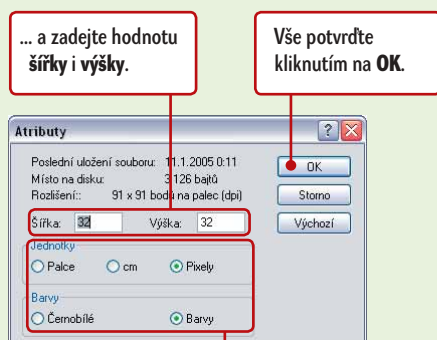 ... a zadejte hodnotu
šířky i výšky.
Vše potvrďte
kliknutím na OK.
Atributy
Poslední uložení souboru: 11.1.2005 0:11
Místo na disku: 3 126 bajtů
Rozlišení:: 91 x 91 bodů na palec (dpi)
OK
Storno
Výchozí
Šířka: 32 Výška: 32
Jednotky
Palce cm Pixely
Barvy
Černobílé Barvy